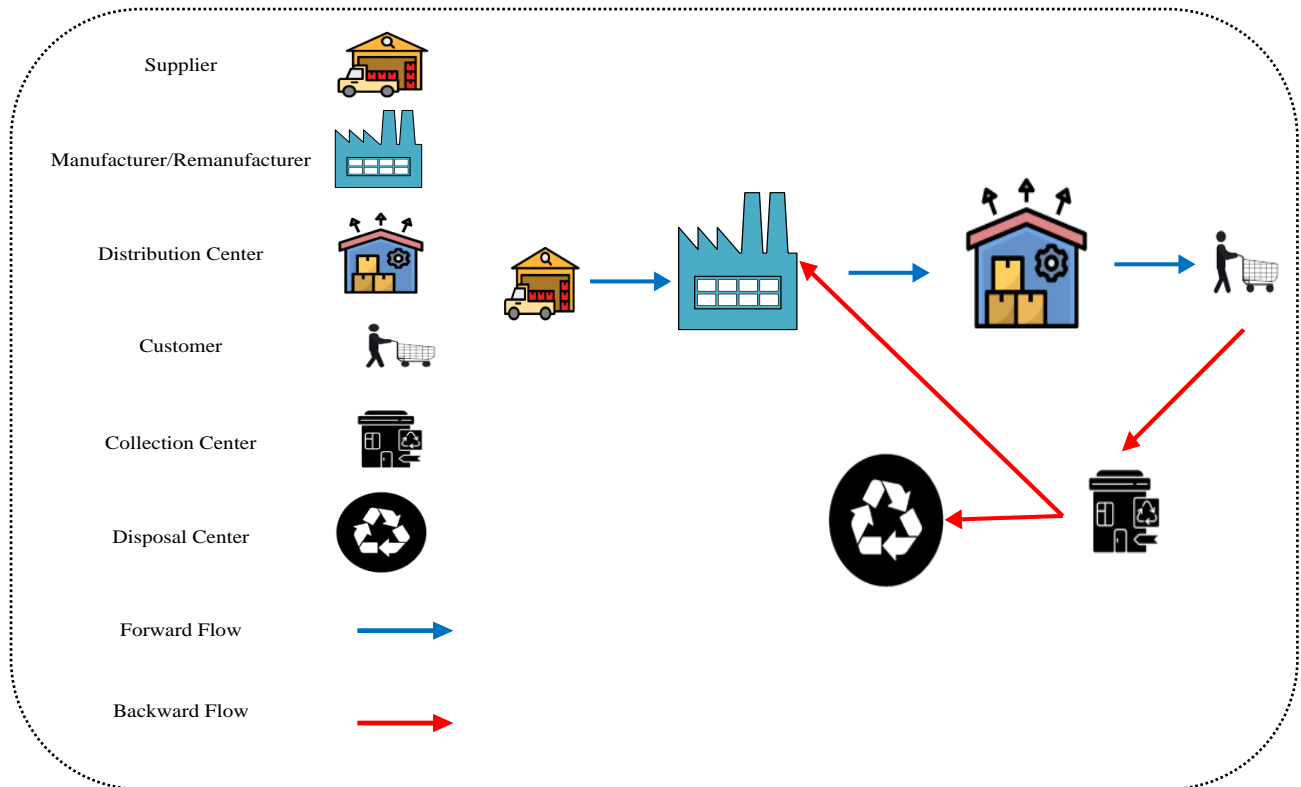 Supplier
Manufacturer/Remanufacturer
Distribution Center
Customer
Collection Center
Disposal Center
Forward Flow
Backward Flow